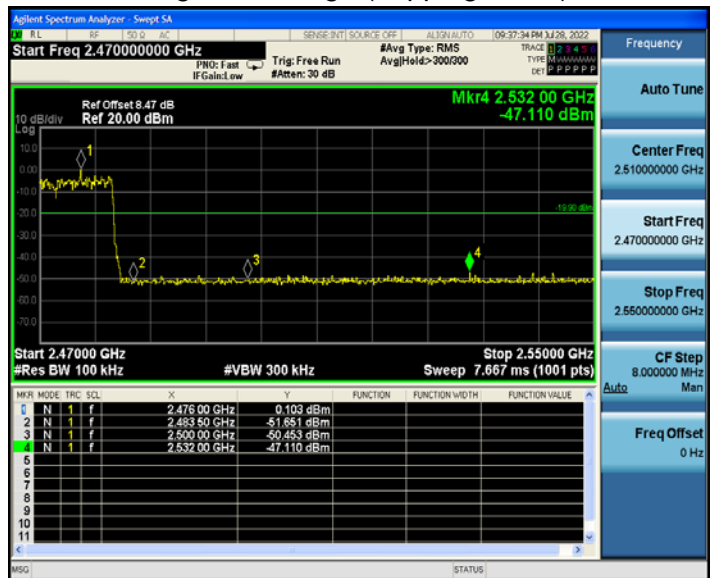 Agilent Spectrum Analyzer - Swept SA
RL RF 50 Ω AC SENSE:INT SOURCE OFF ALIGN AUTO 09:37:34 PM Jul 28, 2022
Start Freq 2.470000000 GHz
PNO: Fast
IFGain:Low
Trig: Free Run
#Atten: 30 dB
#Avg Type: RMS
Avg|Hold:>300/300
TRACE 1 2 3 4 5 6
TYPE M
DET P P P P P P
Frequency
Auto Tune
Center Freq
2.510000000 GHz
Start Freq
2.470000000 GHz
Stop Freq
2.550000000 GHz
CF Step
8.000000 MHz
Auto Man
Freq Offset
0 Hz
Mkr4 2.532 00 GHz
-47.110 dBm
Ref Offset 8.47 dB
10 dB/div Ref 20.00 dBm
Log
10.0
0.00
-10.0
-20.0
-30.0
-40.0
-50.0
-60.0
-70.0
1
2
3
4
-19.90 dBm
Start 2.47000 GHz Stop 2.55000 GHz
#Res BW 100 kHz #VBW 300 kHz Sweep 7.667 ms (1001 pts)
MKR MODE TRC SCL X Y FUNCTION FUNCTION WIDTH FUNCTION VALUE
1 N 1 f 2.476 00 GHz 0.103 dBm
2 N 1 f 2.483 50 GHz -51.651 dBm
3 N 1 f 2.500 00 GHz -50.453 dBm
4 N 1 f 2.532 00 GHz -47.110 dBm
5
6
7
8
9
10
11
MSG STATUS